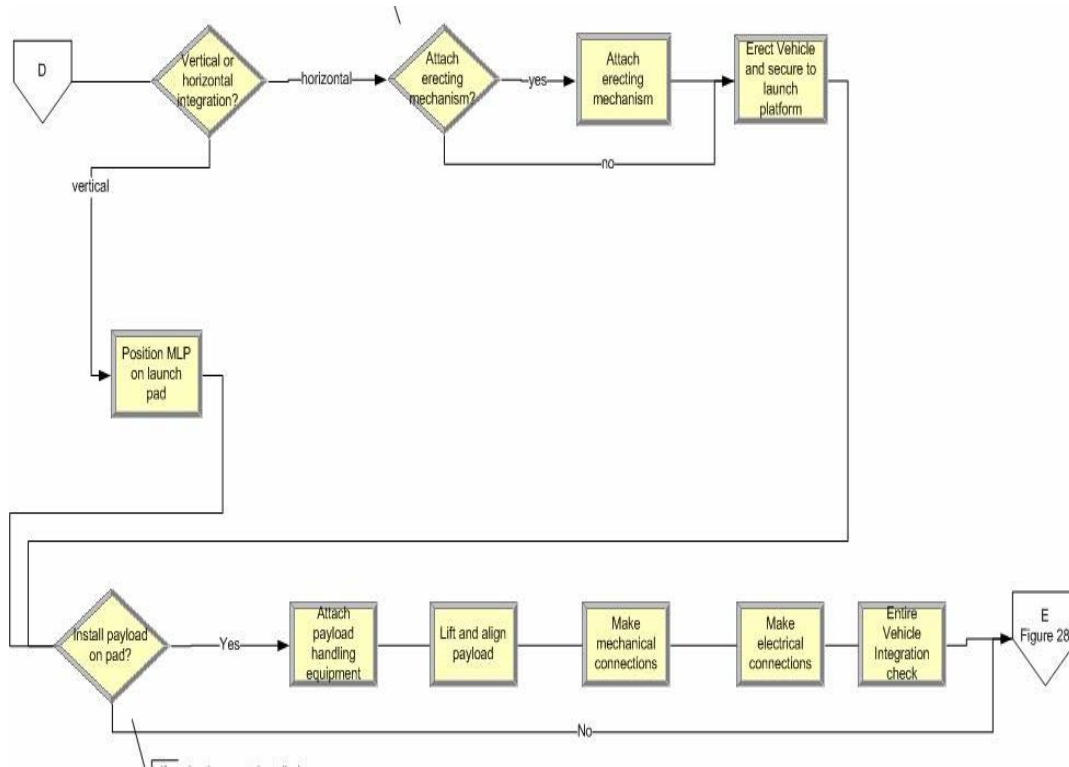 D
Vertical or
horizontal
integration?
horizontal
Attach
erecting
mechanism?
yes
Attach
erecting
mechanism
Erect Vehicle
and secure to
launch
platform
no
vertical
Position MLP
on launch
pad
Install payload
on pad?
Yes
Attach
payload
handling
equipment
Lift and align
payload
Make
mechanical
connections
Make
electrical
connections
Entire
Vehicle
Integration
check
E
Figure 28
No